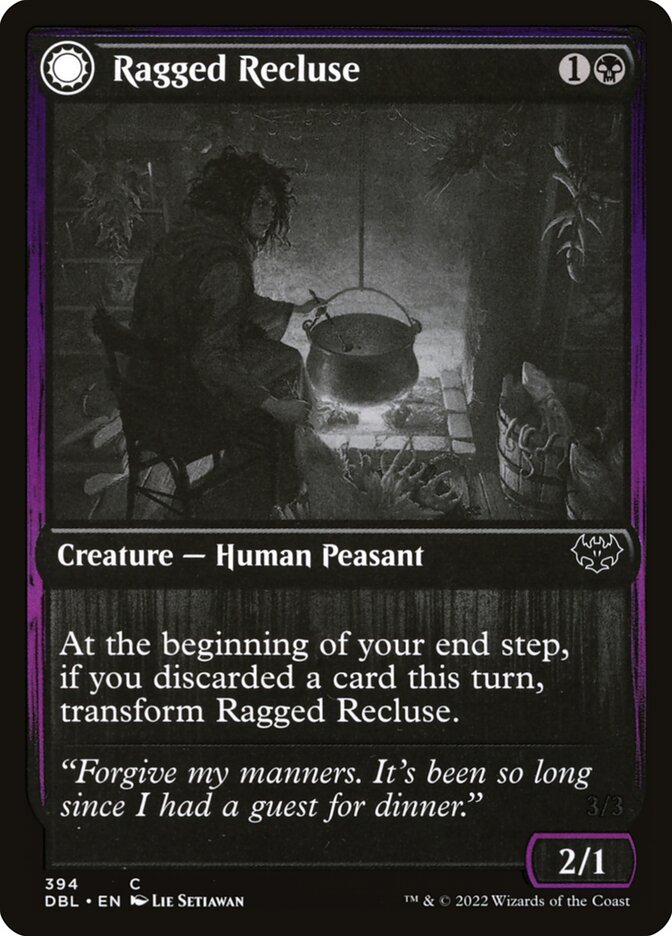 Ragged Recluse
1
Creature — Human Peasant
At the beginning of your end step,
if you discarded a card this turn,
transform Ragged Recluse.
“Forgive my manners. It’s been so long
since I had a guest for dinner.”
3/3
2/1
394 C
DBL • EN Lie Setiawan
™ & © 2022 Wizards of the Coast